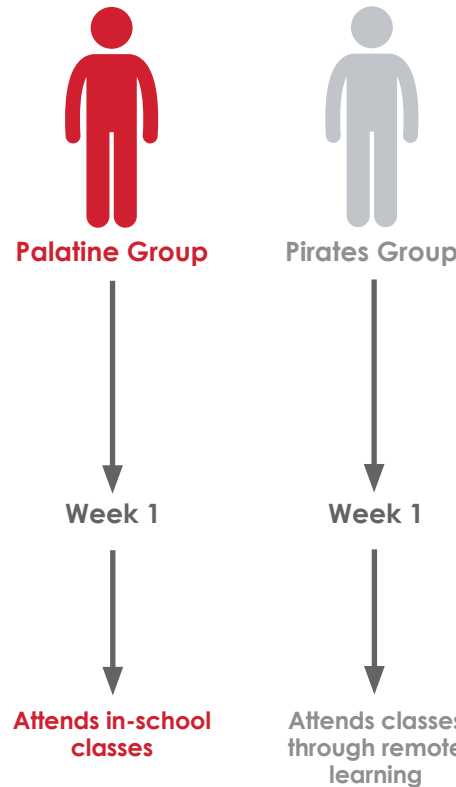 Palatine Group
Pirates Group
Week 1
Week 1
Attends in-school
classes
Attends classes
through remote
learning